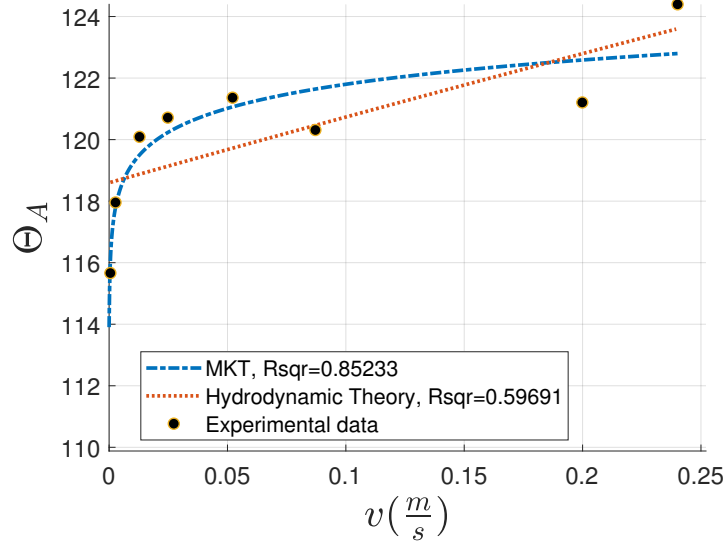 124
122
120
118
116
114
112
110
Θ_A
MKT, Rsqr=0.85233
Hydrodynamic Theory, Rsqr=0.59691
Experimental data
0 0.05 0.1 0.15 0.2 0.25
v(m/s)